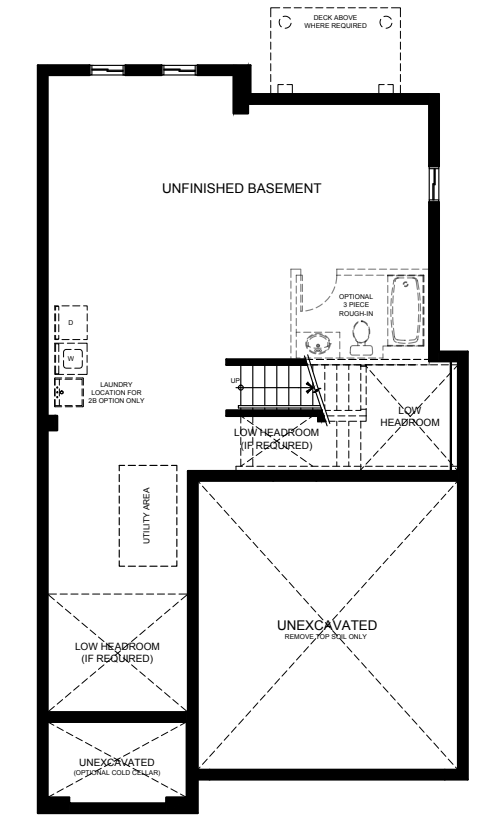 DECK ABOVE
WHERE REQUIRED
UNFINISHED BASEMENT
OPTIONAL
3 PIECE
ROUGH-IN
D
W
LAUNDRY
LOCATION FOR
2B OPTION ONLY
UP
LOW
HEADROOM
LOW HEADROOM
(IF REQUIRED)
UTILITY AREA
UNEXCAVATED
REMOVE TOP SOIL ONLY
LOW HEADROOM
(IF REQUIRED)
UNEXCAVATED
(OPTIONAL COLD CELLAR)